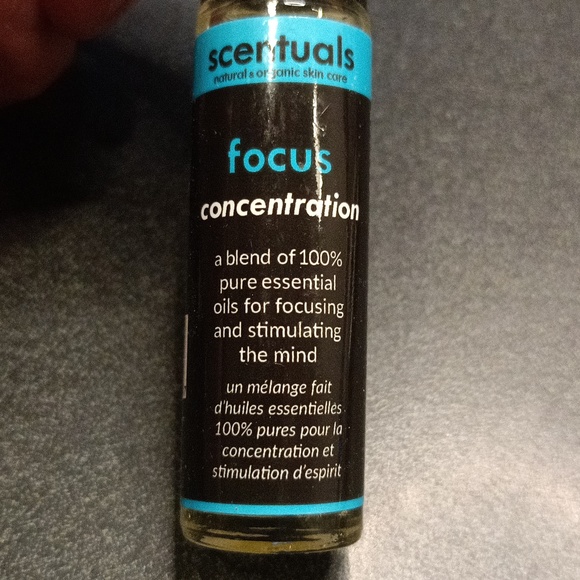 scentuals
natural & organic skin care
focus
concentration
a blend of 100%
pure essential
oils for focusing
and stimulating
the mind
un mélange fait
d'huiles essentielles
100% pures pour la
concentration et
stimulation d'espirit